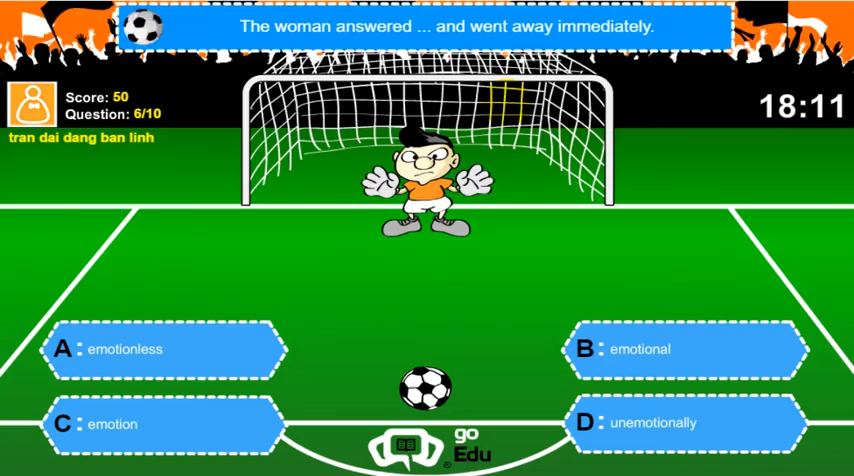 The woman answered ... and went away immediately.
Score: 50
Question: 6/10
18:11
tran dai dang ban linh
A : emotionless
B : emotional
C : emotion
D : unemotionally
go
Edu
®